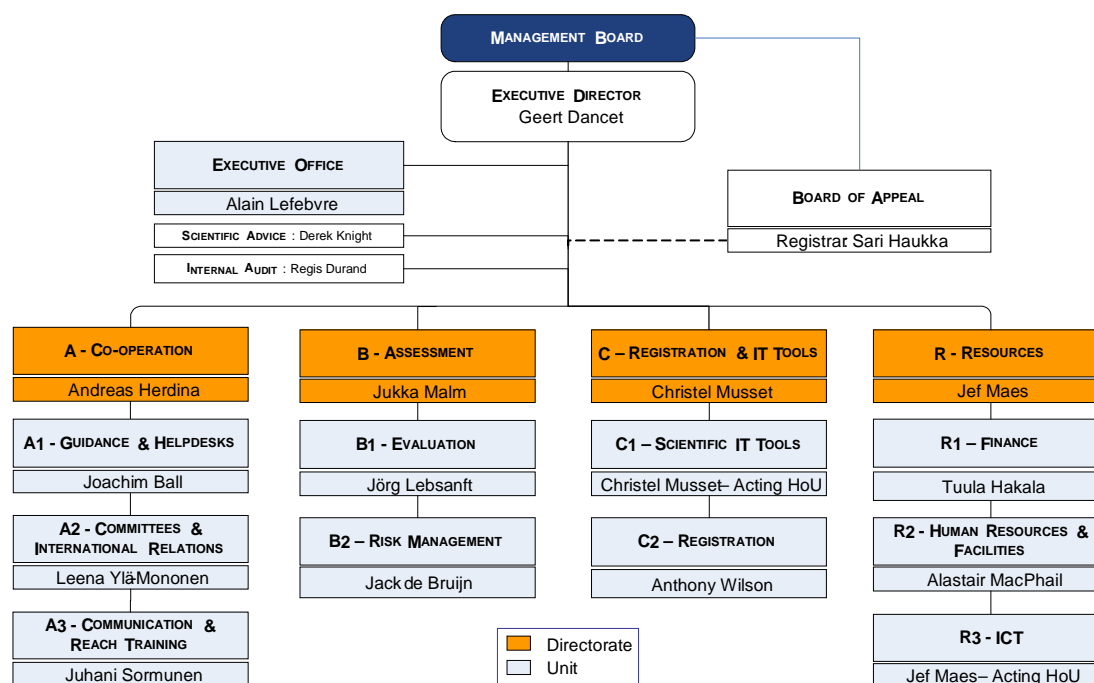 MANAGEMENT BOARD
EXECUTIVE DIRECTOR
Geert Dancet
EXECUTIVE OFFICE
Alain Lefebvre
SCIENTIFIC ADVICE : Derek Knight
INTERNAL AUDIT : Regis Durand
BOARD OF APPEAL
Registrar: Sari Haukka
A - CO-OPERATION
Andreas Herdina
A1 - GUIDANCE & HELPDESKS
Joachim Ball
A2 - COMMITTEES &
INTERNATIONAL RELATIONS
Leena Ylä-Mononen
A3 - COMMUNICATION &
REACH TRAINING
Juhani Sormunen
B - ASSESSMENT
Jukka Malm
B1 - EVALUATION
Jörg Lebsanft
B2 – RISK MANAGEMENT
Jack de Bruijn
C – REGISTRATION & IT TOOLS
Christel Musset
C1 – SCIENTIFIC IT TOOLS
Christel Musset– Acting HoU
C2 – REGISTRATION
Anthony Wilson
R - RESOURCES
Jef Maes
R1 – FINANCE
Tuula Hakala
R2 - HUMAN RESOURCES &
FACILITIES
Alastair MacPhail
R3 - ICT
Jef Maes– Acting HoU
Directorate
Unit